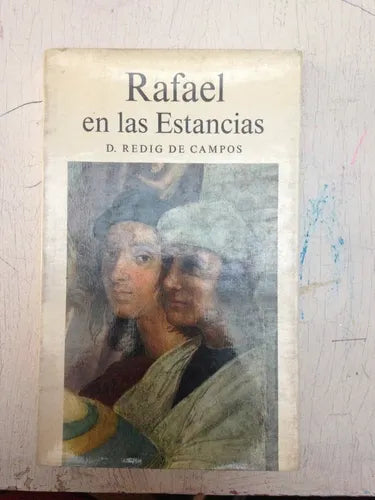 Rafael
en las Estancias
D. REDIG DE CAMPOS